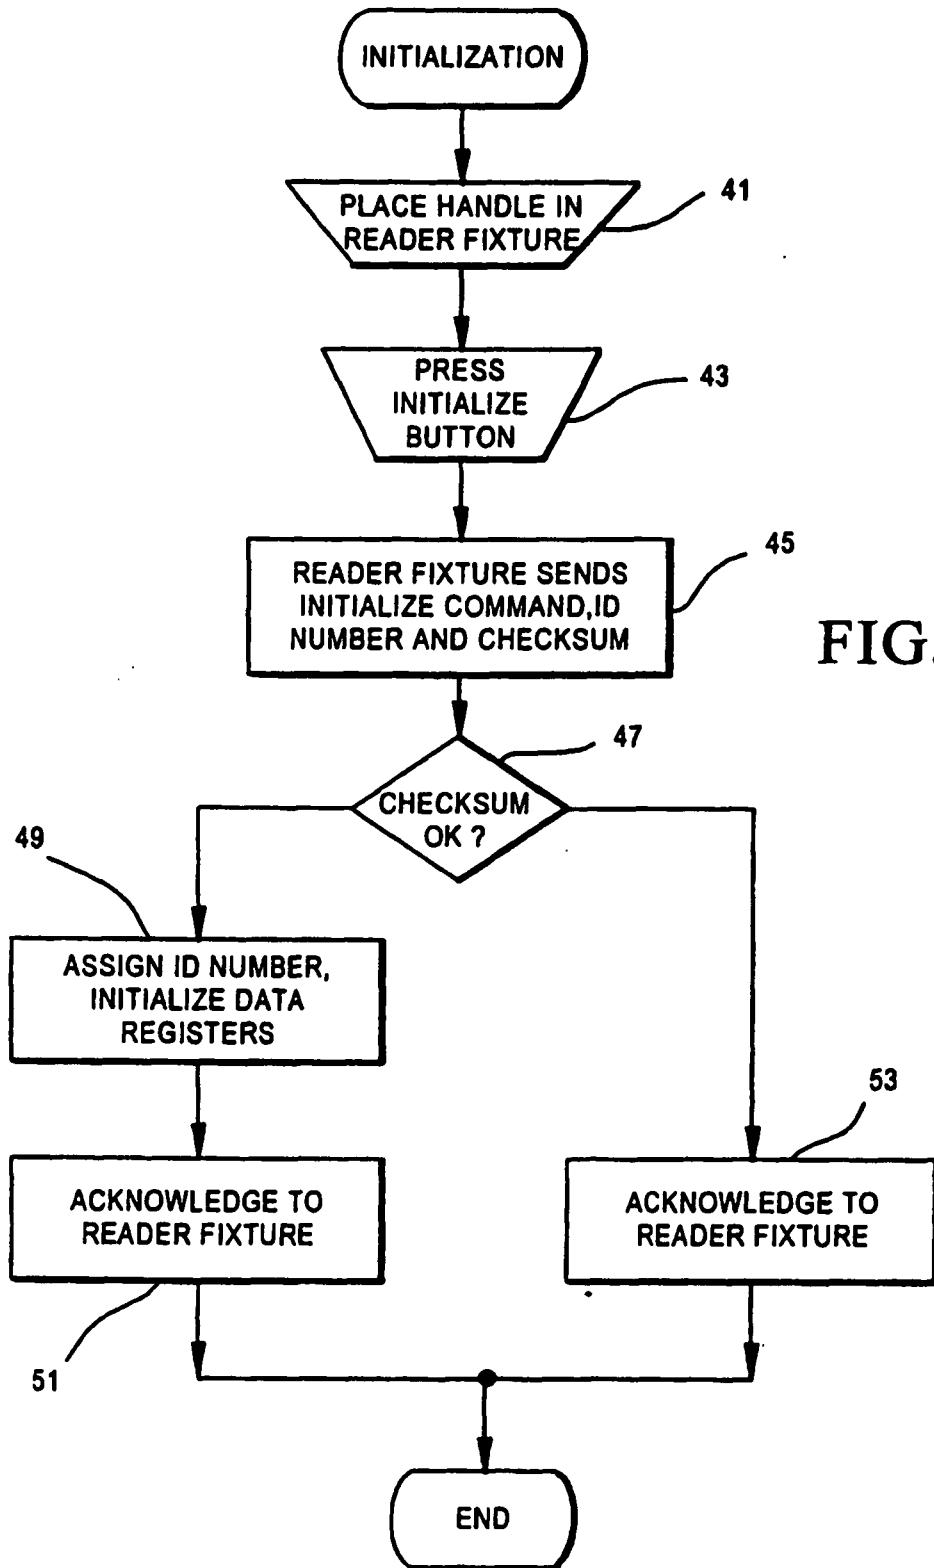 INITIALIZATION
PLACE HANDLE IN
READER FIXTURE
41
PRESS
INITIALIZE
BUTTON
43
READER FIXTURE SENDS
INITIALIZE COMMAND,ID
NUMBER AND CHECKSUM
45
FIG.
CHECKSUM
OK ?
47
49
ASSIGN ID NUMBER,
INITIALIZE DATA
REGISTERS
53
ACKNOWLEDGE TO
READER FIXTURE
ACKNOWLEDGE TO
READER FIXTURE
51
END